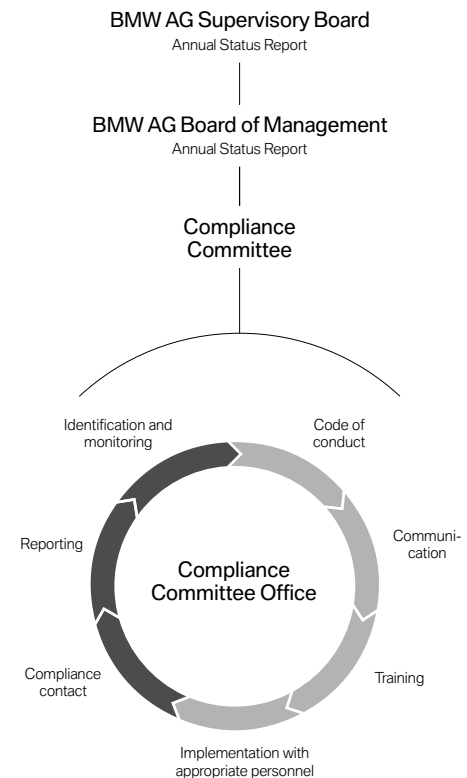 BMW AG Supervisory Board
Annual Status Report
BMW AG Board of Management
Annual Status Report
Compliance
Committee
Identification and
monitoring
Code of
conduct
Reporting
Communi-
cation
Compliance
Committee Office
Compliance
contact
Training
Implementation with
appropriate personnel